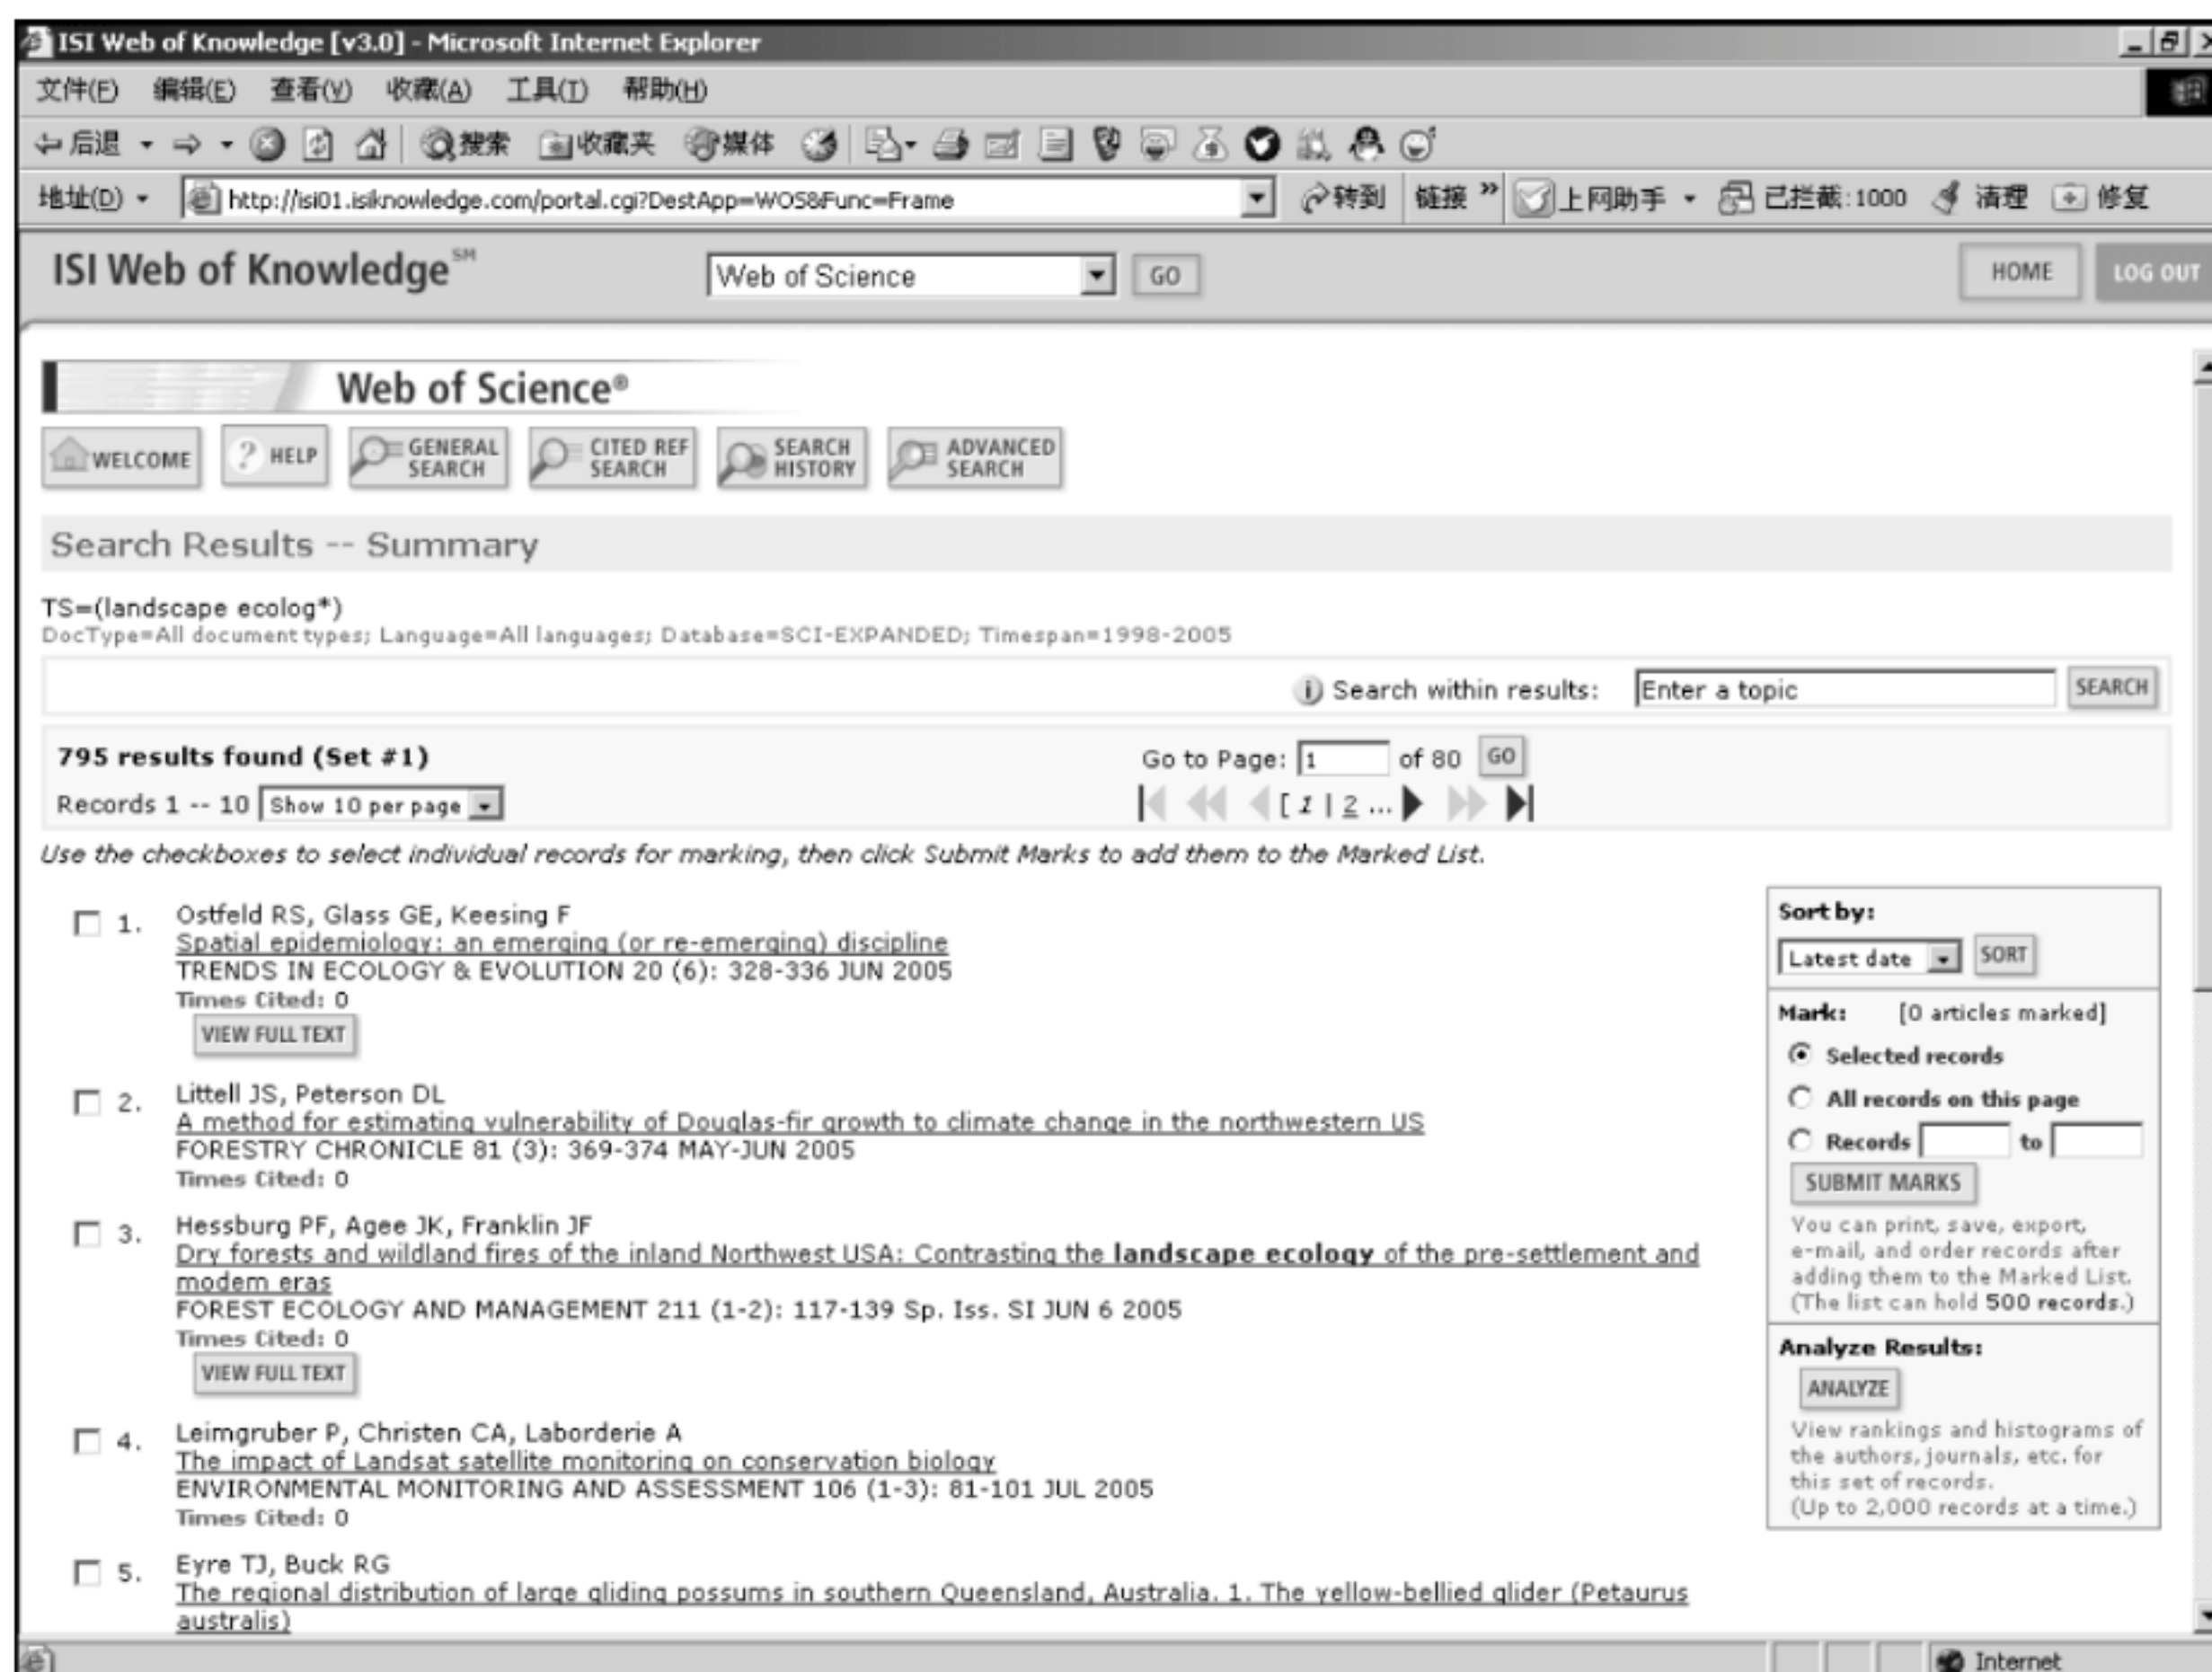 ISI Web of Knowledge [v3.0] - Microsoft Internet Explorer
文件(F) 编辑(E) 查看(V) 收藏(A) 工具(T) 帮助(H)
后退 搜索 收藏夹 媒体
地址(D) http://isi01.isiknowledge.com/portal.cgi?DestApp=WOS&Func=Frame 转到 链接 » 上网助手 已拦截:1000 清理 修复
ISI Web of Knowledge SM Web of Science GO HOME LOG OUT
Web of Science®
WELCOME ? HELP GENERAL SEARCH CITED REF SEARCH SEARCH HISTORY ADVANCED SEARCH
Search Results -- Summary
TS=(landscape ecolog*)
DocType=All document types; Language=All languages; Database=SCI-EXPANDED; Timespan=1998-2005
i Search within results: Enter a topic SEARCH
795 results found (Set #1) Go to Page: 1 of 80 GO
Records 1 -- 10 Show 10 per page [ 1 | 2 ...
Use the checkboxes to select individual records for marking, then click Submit Marks to add them to the Marked List.
1. Ostfeld RS, Glass GE, Keesing F
Spatial epidemiology: an emerging (or re-emerging) discipline
TRENDS IN ECOLOGY & EVOLUTION 20 (6): 328-336 JUN 2005
Times Cited: 0
VIEW FULL TEXT
2. Littell JS, Peterson DL
A method for estimating vulnerability of Douglas-fir growth to climate change in the northwestern US
FORESTRY CHRONICLE 81 (3): 369-374 MAY-JUN 2005
Times Cited: 0
3. Hessburg PF, Agee JK, Franklin JF
Dry forests and wildland fires of the inland Northwest USA: Contrasting the landscape ecology of the pre-settlement and
modem eras
FOREST ECOLOGY AND MANAGEMENT 211 (1-2): 117-139 Sp. Iss. SI JUN 6 2005
Times Cited: 0
VIEW FULL TEXT
4. Leimgruber P, Christen CA, Laborderie A
The impact of Landsat satellite monitoring on conservation biology
ENVIRONMENTAL MONITORING AND ASSESSMENT 106 (1-3): 81-101 JUL 2005
Times Cited: 0
5. Eyre TJ, Buck RG
The regional distribution of large gliding possums in southern Queensland, Australia. 1. The yellow-bellied glider (Petaurus
australis)
Sort by:
Latest date SORT
Mark: [0 articles marked]
Selected records
All records on this page
Records to
SUBMIT MARKS
You can print, save, export,
e-mail, and order records after
adding them to the Marked List.
(The list can hold 500 records.)
Analyze Results:
ANALYZE
View rankings and histograms of
the authors, journals, etc. for
this set of records.
(Up to 2,000 records at a time.)
Internet